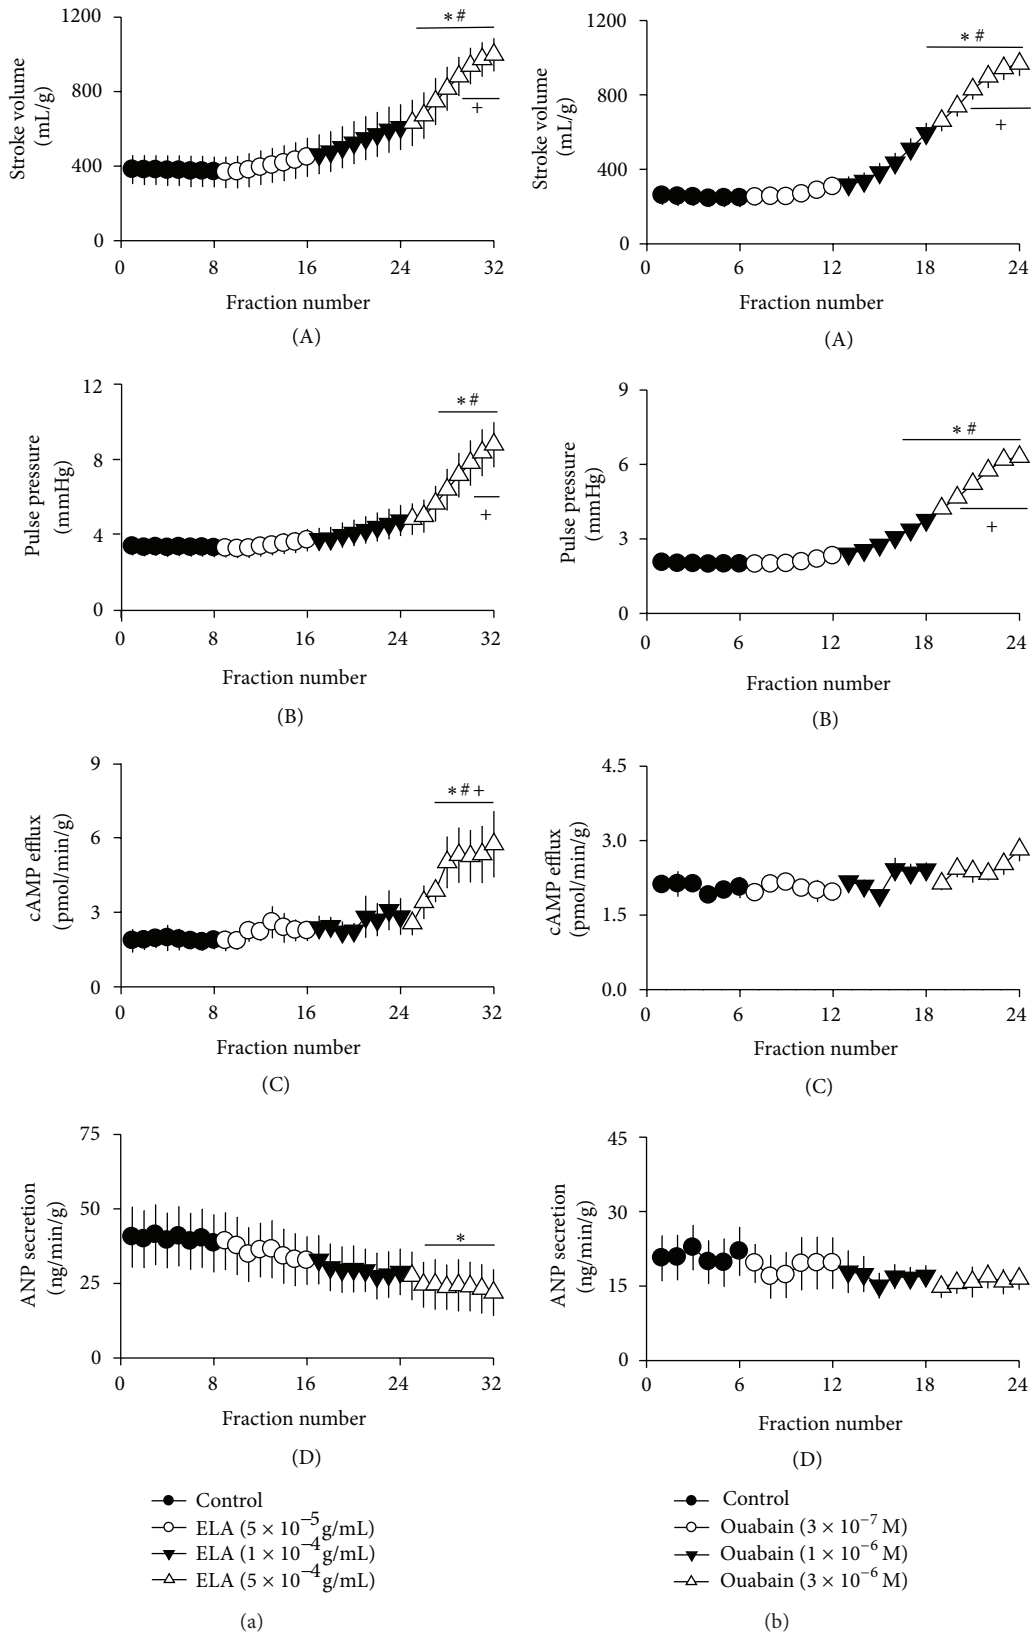 1200
800
400
0
Stroke volume
(mL/g)
* #
+
0 8 16 24 32
Fraction number
(A)
12
8
4
0
Pulse pressure
(mmHg)
* #
+
0 8 16 24 32
Fraction number
(B)
9
6
3
0
cAMP efflux
(pmol/min/g)
* # +
0 8 16 24 32
Fraction number
(C)
75
50
25
0
ANP secretion
(ng/min/g)
*
0 8 16 24 32
Fraction number
(D)
Control
ELA (5 × 10⁻⁵ g/mL)
ELA (1 × 10⁻⁴ g/mL)
ELA (5 × 10⁻⁴ g/mL)
(a)
1200
800
400
0
Stroke volume
(mL/g)
* #
+
0 6 12 18 24
Fraction number
(A)
9
6
3
0
Pulse pressure
(mmHg)
* #
+
0 6 12 18 24
Fraction number
(B)
4.5
3.0
1.5
0.0
cAMP efflux
(pmol/min/g)
0 6 12 18 24
Fraction number
(C)
45
30
15
0
ANP secretion
(ng/min/g)
0 6 12 18 24
Fraction number
(D)
Control
Ouabain (3 × 10⁻⁷ M)
Ouabain (1 × 10⁻⁶ M)
Ouabain (3 × 10⁻⁶ M)
(b)